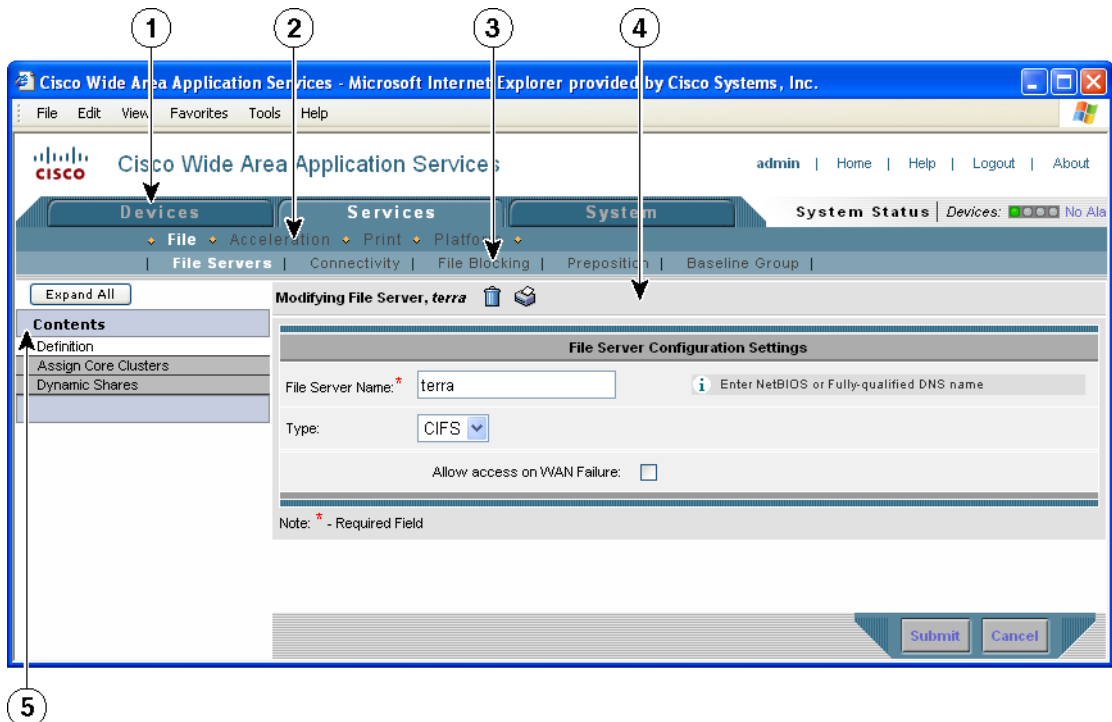 1 2 3 4
Cisco Wide Area Application Services - Microsoft Internet Explorer provided by Cisco Systems, Inc.
File Edit View Favorites Tools Help
CISCO Cisco Wide Area Application Services admin | Home | Help | Logout | About
Devices Services System System Status | Devices: No Ala
File Acceleration Print Platform
| File Servers | Connectivity | File Blocking | Preposition | Baseline Group |
Expand All
Modifying File Server, terra
Contents
Definition
Assign Core Clusters
Dynamic Shares
File Server Configuration Settings
File Server Name:* terra i Enter NetBIOS or Fully-qualified DNS name
Type: CIFS
Allow access on WAN Failure:
Note: * - Required Field
Submit Cancel
5